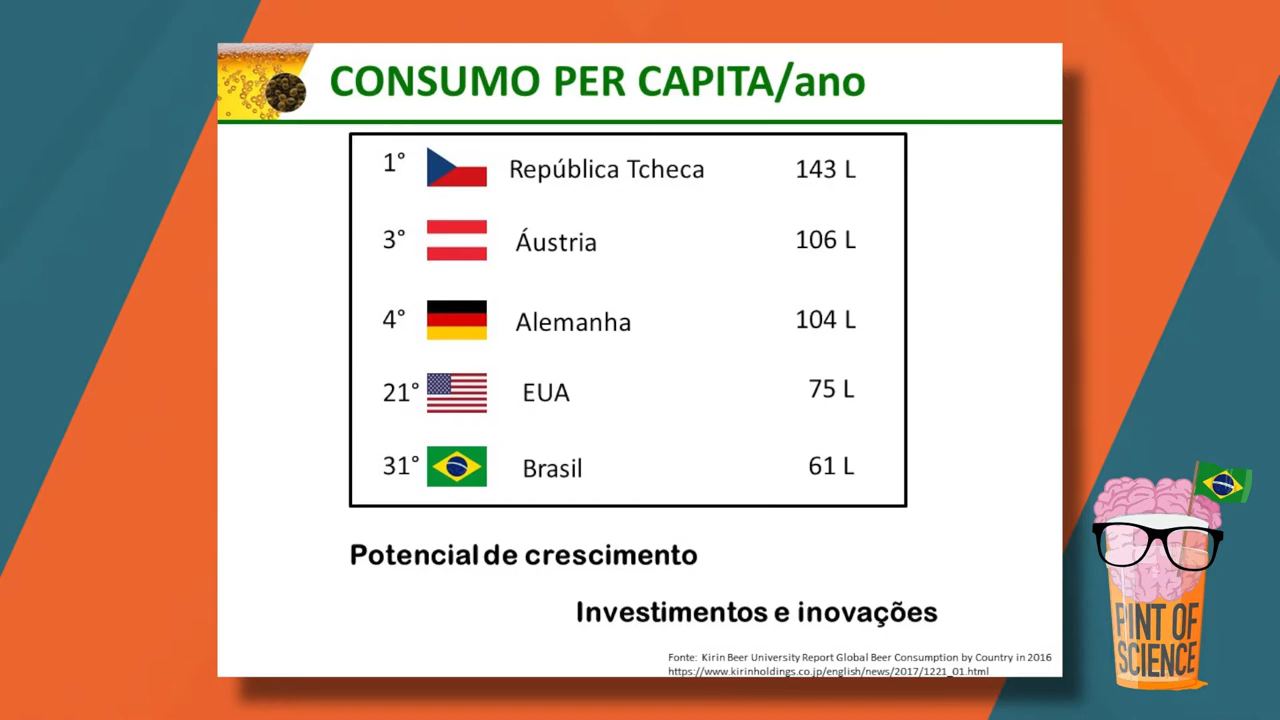 CONSUMO PER CAPITA/ano
1° República Tcheca 143 L
3° Áustria 106 L
4° Alemanha 104 L
21° EUA 75 L
31° Brasil 61 L
Potencial de crescimento
Investimentos e inovações
Fonte: Kirin Beer University Report Global Beer Consumption by Country in 2016
https://www.kirinholdings.co.jp/english/news/2017/1221_01.html
PINT OF
SCIENCE